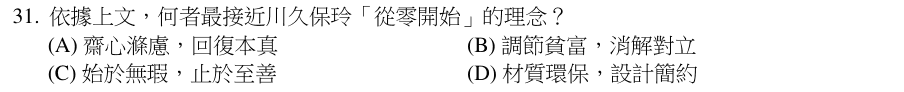 31. 依據上文，何者最接近川久保玲「從零開始」的理念？
(A) 齋心滌慮，回復本真 (B) 調節貧富，消解對立
(C) 始於無瑕，止於至善 (D) 材質環保，設計簡約